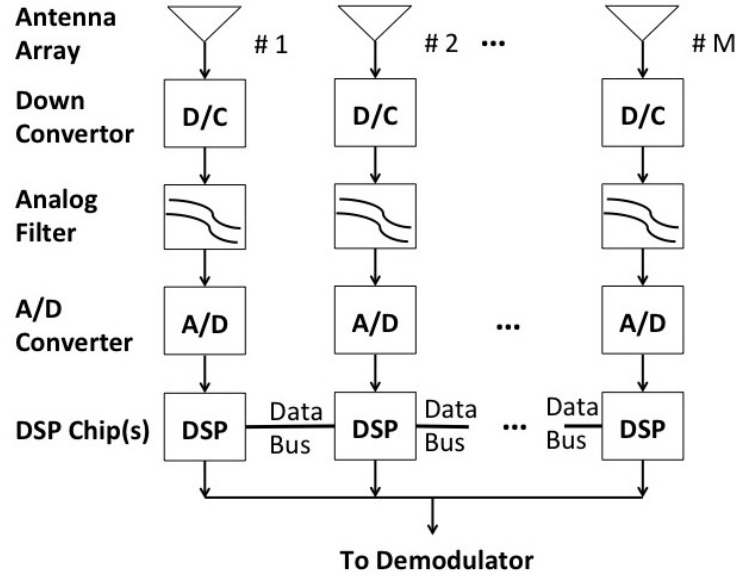 Antenna
Array
# 1
# 2
...
# M
Down
Convertor
D/C
D/C
D/C
Analog
Filter
A/D
Converter
A/D
A/D
...
A/D
DSP Chip(s)
DSP
Data
Bus
DSP
Data
Bus
...
Data
Bus
DSP
To Demodulator